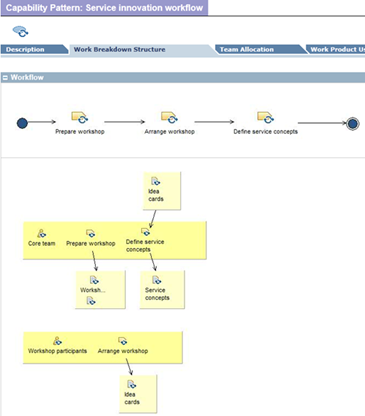 Capability Pattern: Service innovation workflow
Description
Work Breakdown Structure
Team Allocation
Work Product Us
Workflow
Prepare workshop
Arrange workshop
Define service concepts
Idea
cards
Core team
Prepare workshop
Define service
concepts
Worksh...
Service
concepts
Workshop participants
Arrange workshop
Idea
cards